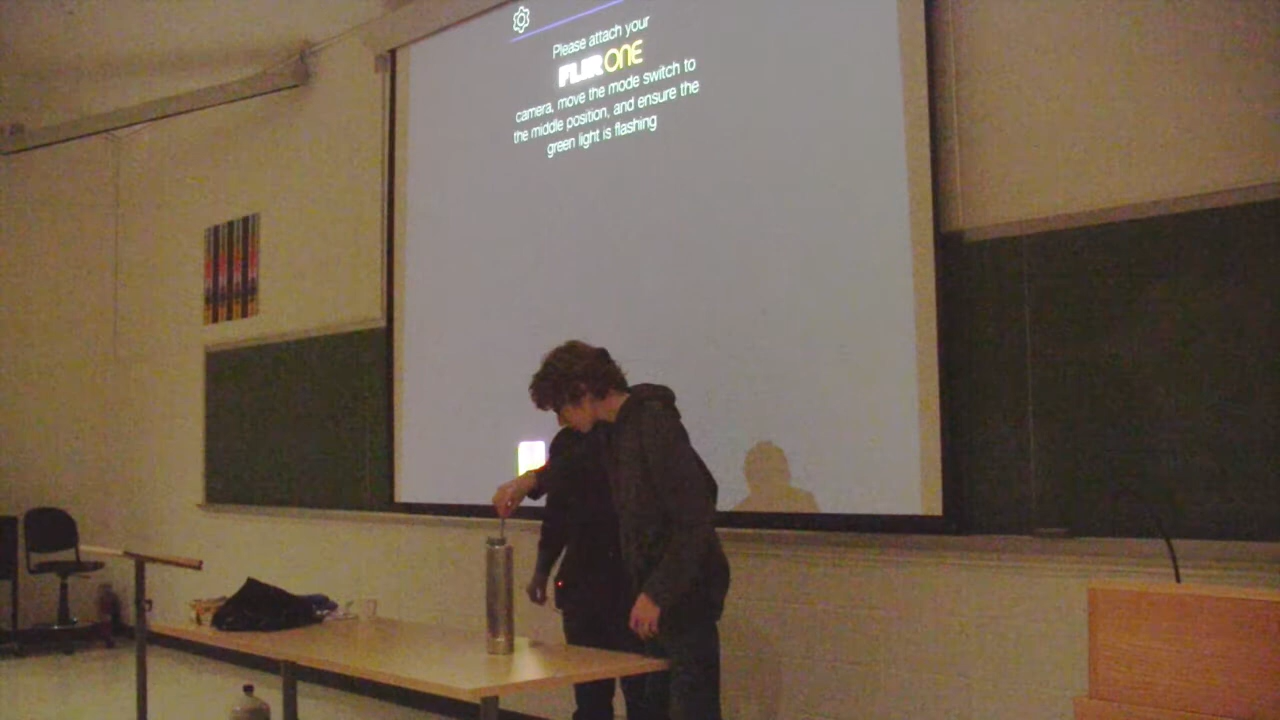 Please attach your
FLIR ONE
camera, move the mode switch to
the middle position, and ensure the
green light is flashing